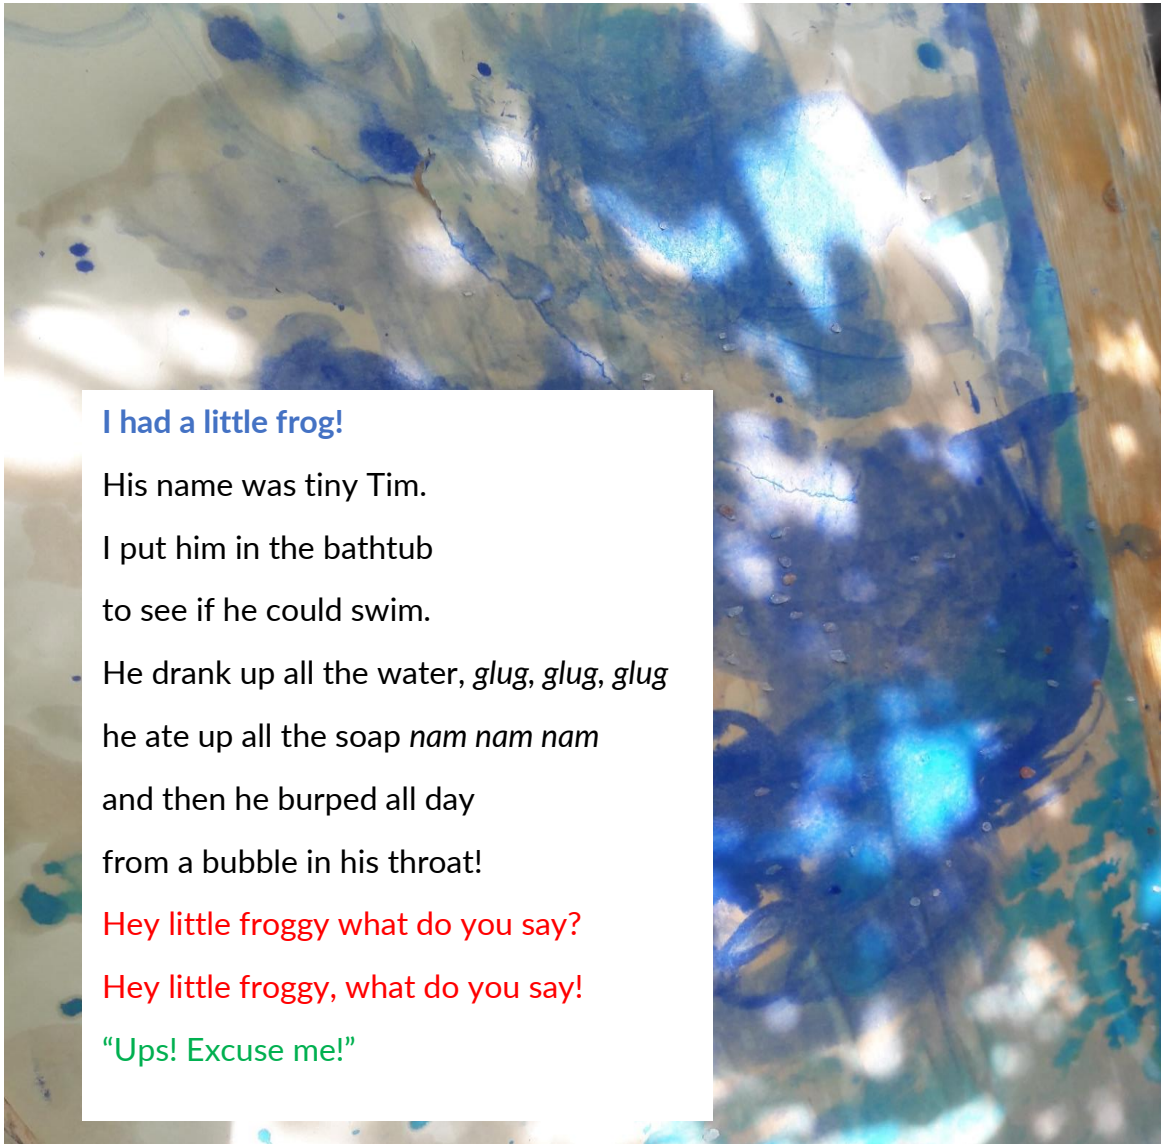 I had a little frog!
His name was tiny Tim.
I put him in the bathtub
to see if he could swim.
He drank up all the water, glug, glug, glug
he ate up all the soap nam nam nam
and then he burped all day
from a bubble in his throat!
Hey little froggy what do you say?
Hey little froggy, what do you say!
“Ups! Excuse me!”